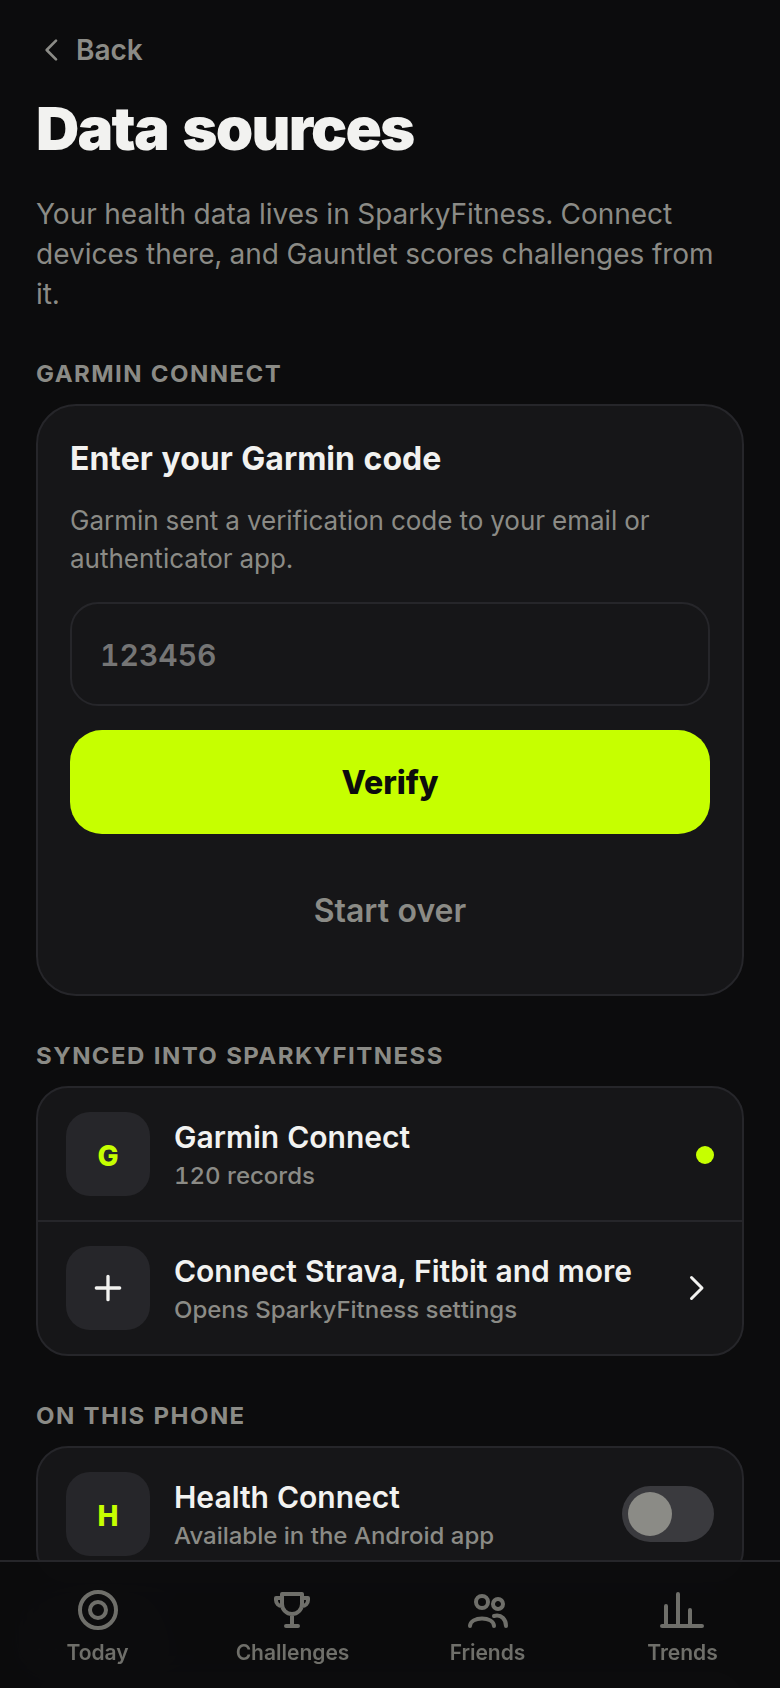 Back
Data sources
Your health data lives in SparkyFitness. Connect
devices there, and Gauntlet scores challenges from
it.
GARMIN CONNECT
Enter your Garmin code
Garmin sent a verification code to your email or
authenticator app.
123456
Verify
Start over
SYNCED INTO SPARKYFITNESS
G
Garmin Connect
120 records
Connect Strava, Fitbit and more
Opens SparkyFitness settings
ON THIS PHONE
H
Health Connect
Available in the Android app
Today
Challenges
Friends
Trends